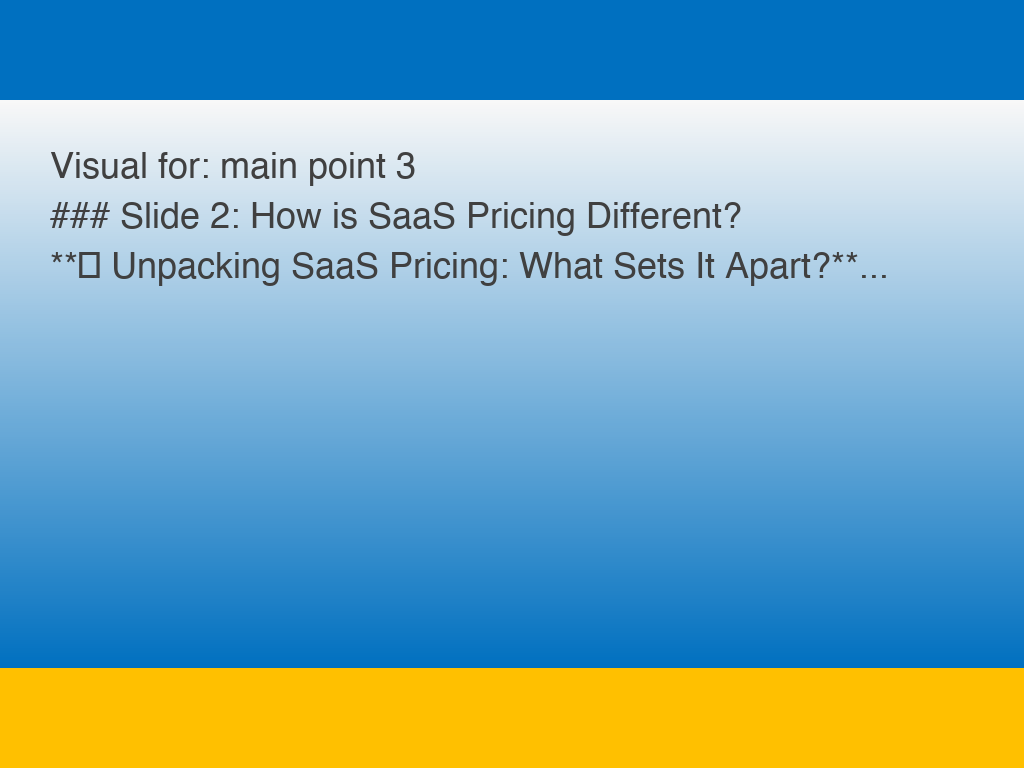 Visual for: main point 3
### Slide 2: How is SaaS Pricing Different?
**▯ Unpacking SaaS Pricing: What Sets It Apart?**...